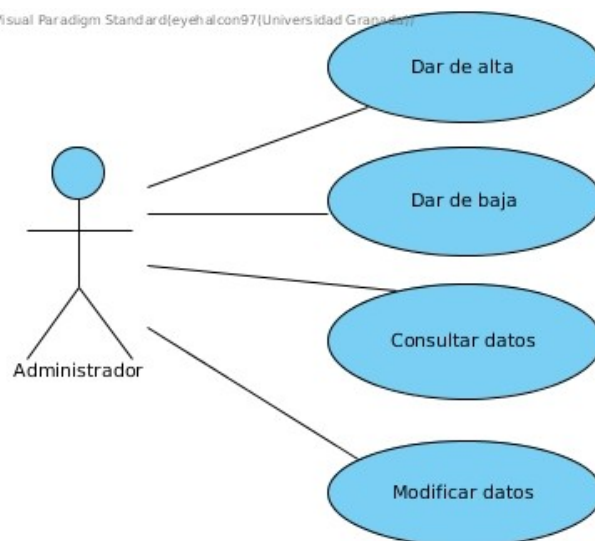 Visual Paradigm Standard(eyehalcon97(Universidad Granada))
Dar de alta
Dar de baja
Consultar datos
Administrador
Modificar datos